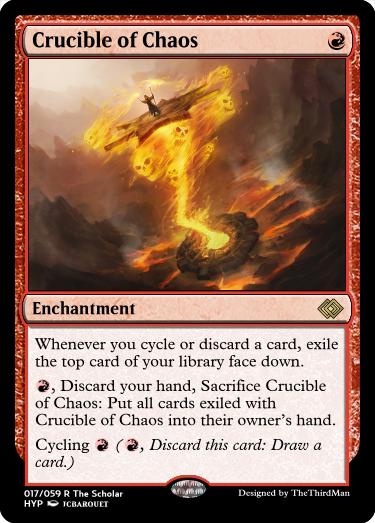 Crucible of Chaos
Enchantment
Whenever you cycle or discard a card, exile
the top card of your library face down.
, Discard your hand, Sacrifice Crucible
of Chaos: Put all cards exiled with
Crucible of Chaos into their owner's hand.
Cycling ( , Discard this card: Draw a
card.)
017/059 R The Scholar
HYP ICBAROUET
Designed by TheThirdMan